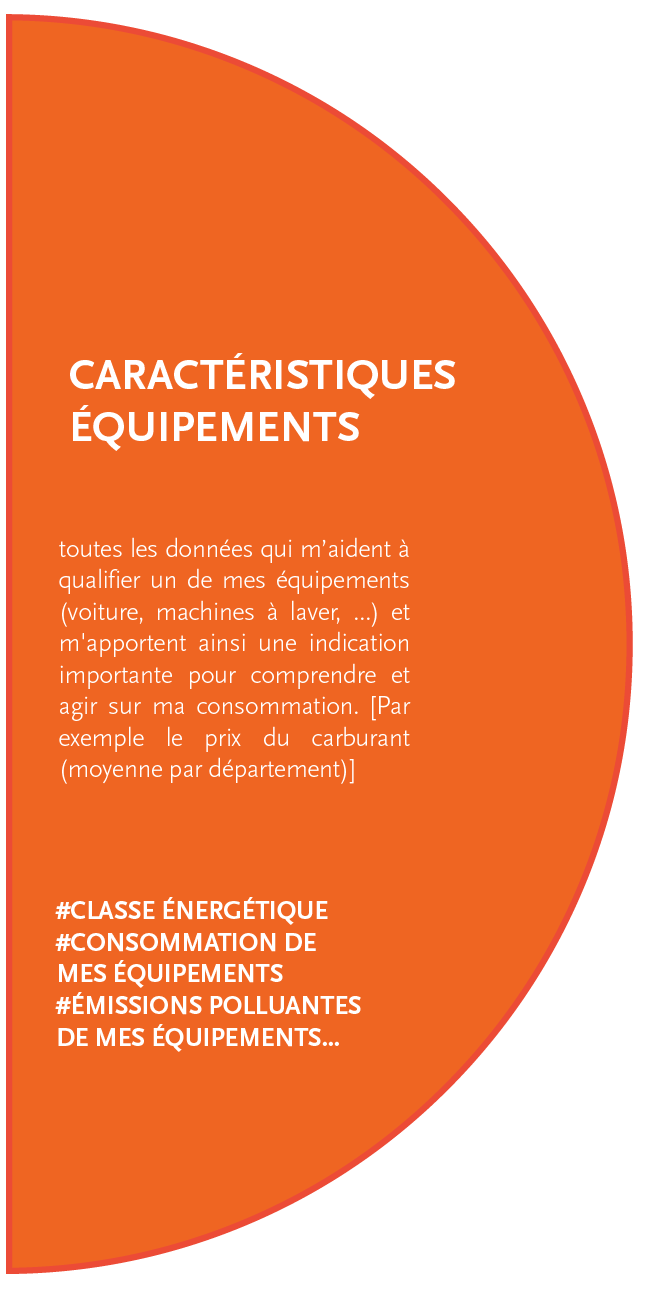 CARACTÉRISTIQUES
ÉQUIPEMENTS
toutes les données qui m’aident à
qualifier un de mes équipements
(voiture, machines à laver, ...) et
m'apportent ainsi une indication
importante pour comprendre et
agir sur ma consommation. [Par
exemple le prix du carburant
(moyenne par département)]
#CLASSE ÉNERGÉTIQUE
#CONSOMMATION DE
MES ÉQUIPEMENTS
#ÉMISSIONS POLLUANTES
DE MES ÉQUIPEMENTS...